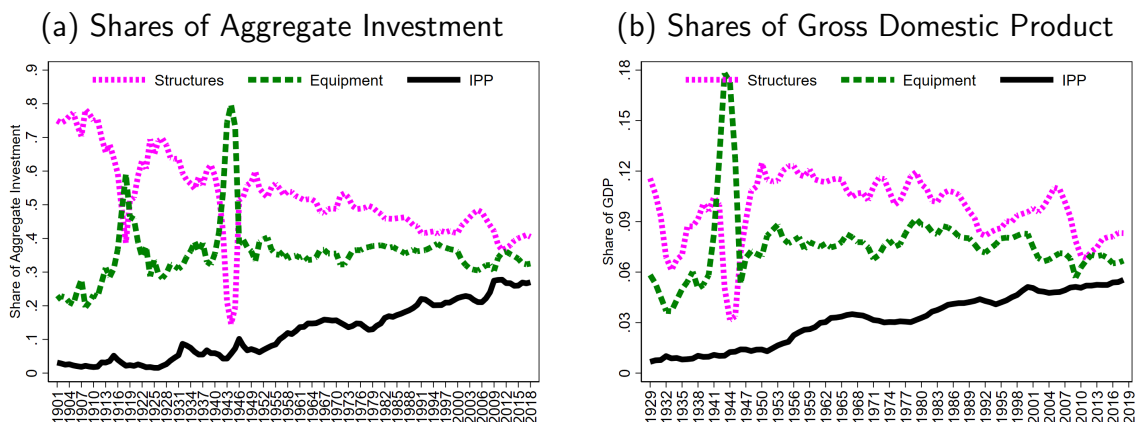 (a) Shares of Aggregate Investment
Structures Equipment IPP
Share of Aggregate Investment
.9
.8
.7
.6
.5
.4
.3
.2
.1
0
1901 1904 1907 1910 1913 1916 1919 1922 1925 1928 1931 1934 1937 1940 1943 1946 1949 1952 1955 1958 1961 1964 1967 1970 1973 1976 1979 1982 1985 1988 1991 1994 1997 2000 2003 2006 2009 2012 2015 2018
(b) Shares of Gross Domestic Product
Structures Equipment IPP
Share of GDP
.18
.15
.12
.09
.06
.03
0
1929 1932 1935 1938 1941 1944 1947 1950 1953 1956 1959 1962 1965 1968 1971 1974 1977 1980 1983 1986 1989 1992 1995 1998 2001 2004 2007 2010 2013 2016 2019